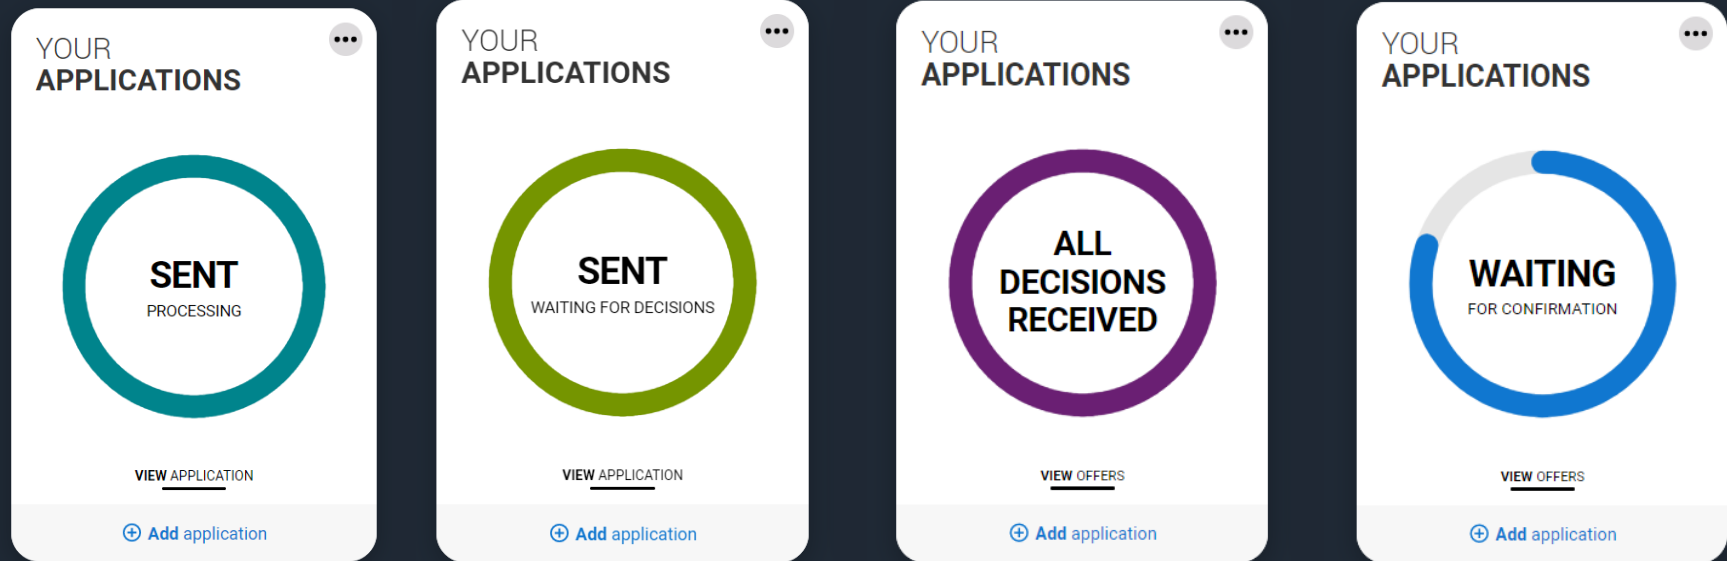 YOUR
APPLICATIONS
SENT
PROCESSING
VIEW APPLICATION
Add application
YOUR
APPLICATIONS
SENT
WAITING FOR DECISIONS
VIEW APPLICATION
Add application
YOUR
APPLICATIONS
ALL
DECISIONS
RECEIVED
VIEW OFFERS
Add application
YOUR
APPLICATIONS
WAITING
FOR CONFIRMATION
VIEW OFFERS
Add application